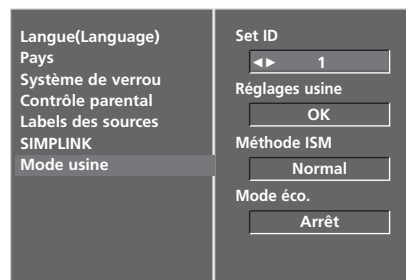 Langue(Language)
Pays
Système de verrou
Contrôle parental
Labels des sources
SIMPLINK
Mode usine
Set ID
◄► 1
Réglages usine
OK
Méthode ISM
Normal
Mode éco.
Arrêt